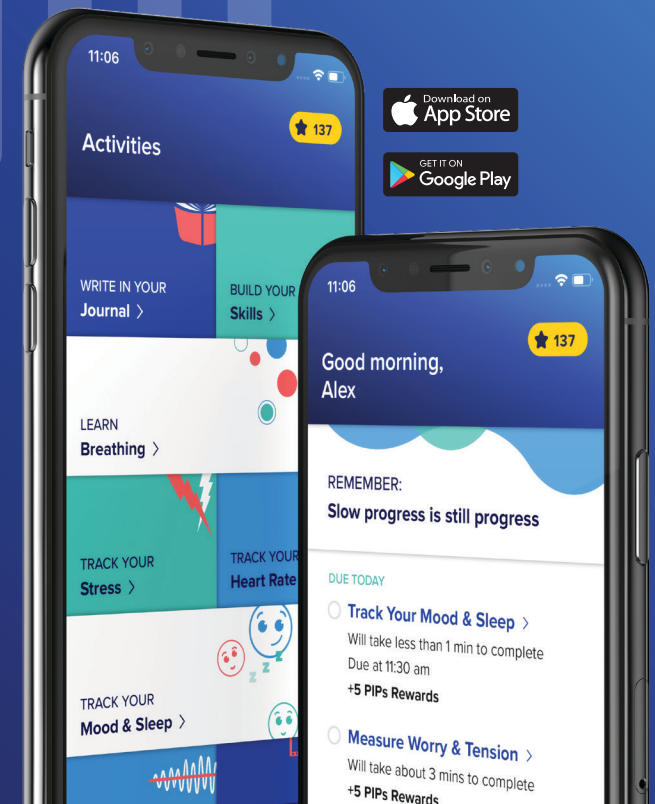 11:06
Activities
137
WRITE IN YOUR
Journal >
BUILD YOUR
Skills >
LEARN
Breathing >
TRACK YOUR
Stress >
TRACK YOUR
Heart Rate
TRACK YOUR
Mood & Sleep >
z z z
Download on
App Store
GET IT ON
Google Play
11:06
137
Good morning,
Alex
REMEMBER:
Slow progress is still progress
DUE TODAY
Track Your Mood & Sleep >
Will take less than 1 min to complete
Due at 11:30 am
+5 PIPs Rewards
Measure Worry & Tension >
Will take about 3 mins to complete
+5 PIPs Rewards